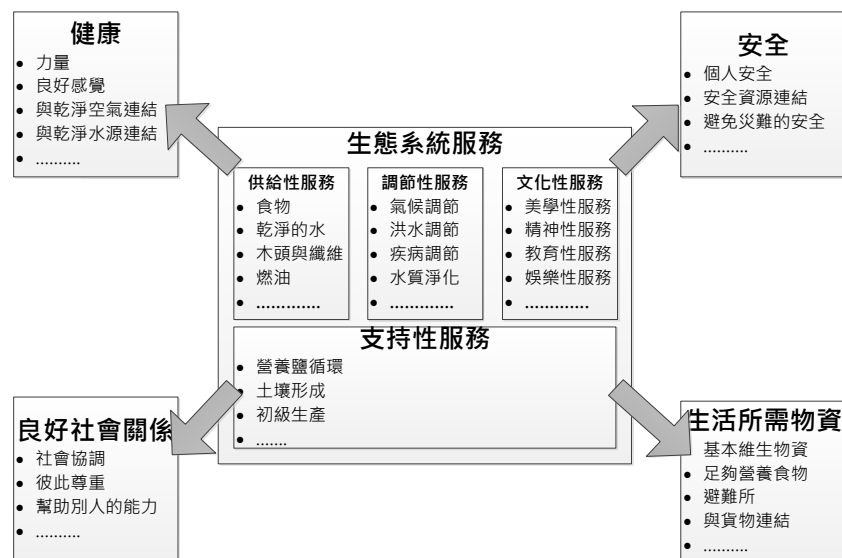 健康
● 力量
● 良好感覺
● 與乾淨空氣連結
● 與乾淨水源連結
● ..........
安全
● 個人安全
● 安全資源連結
● 避免災難的安全
● ..........
生態系統服務
供給性服務
● 食物
● 乾淨的水
● 木頭與纖維
● 燃油
● .............
調節性服務
● 氣候調節
● 洪水調節
● 疾病調節
● 水質淨化
● .............
文化性服務
● 美學性服務
● 精神性服務
● 教育性服務
● 娛樂性服務
● .............
支持性服務
● 營養鹽循環
● 土壤形成
● 初級生產
● .......
良好社會關係
● 社會協調
● 彼此尊重
● 幫助別人的能力
● ..........
生活所需物資
基本維生物資
● 足夠營養食物
● 避難所
● 與貨物連結
● ..........